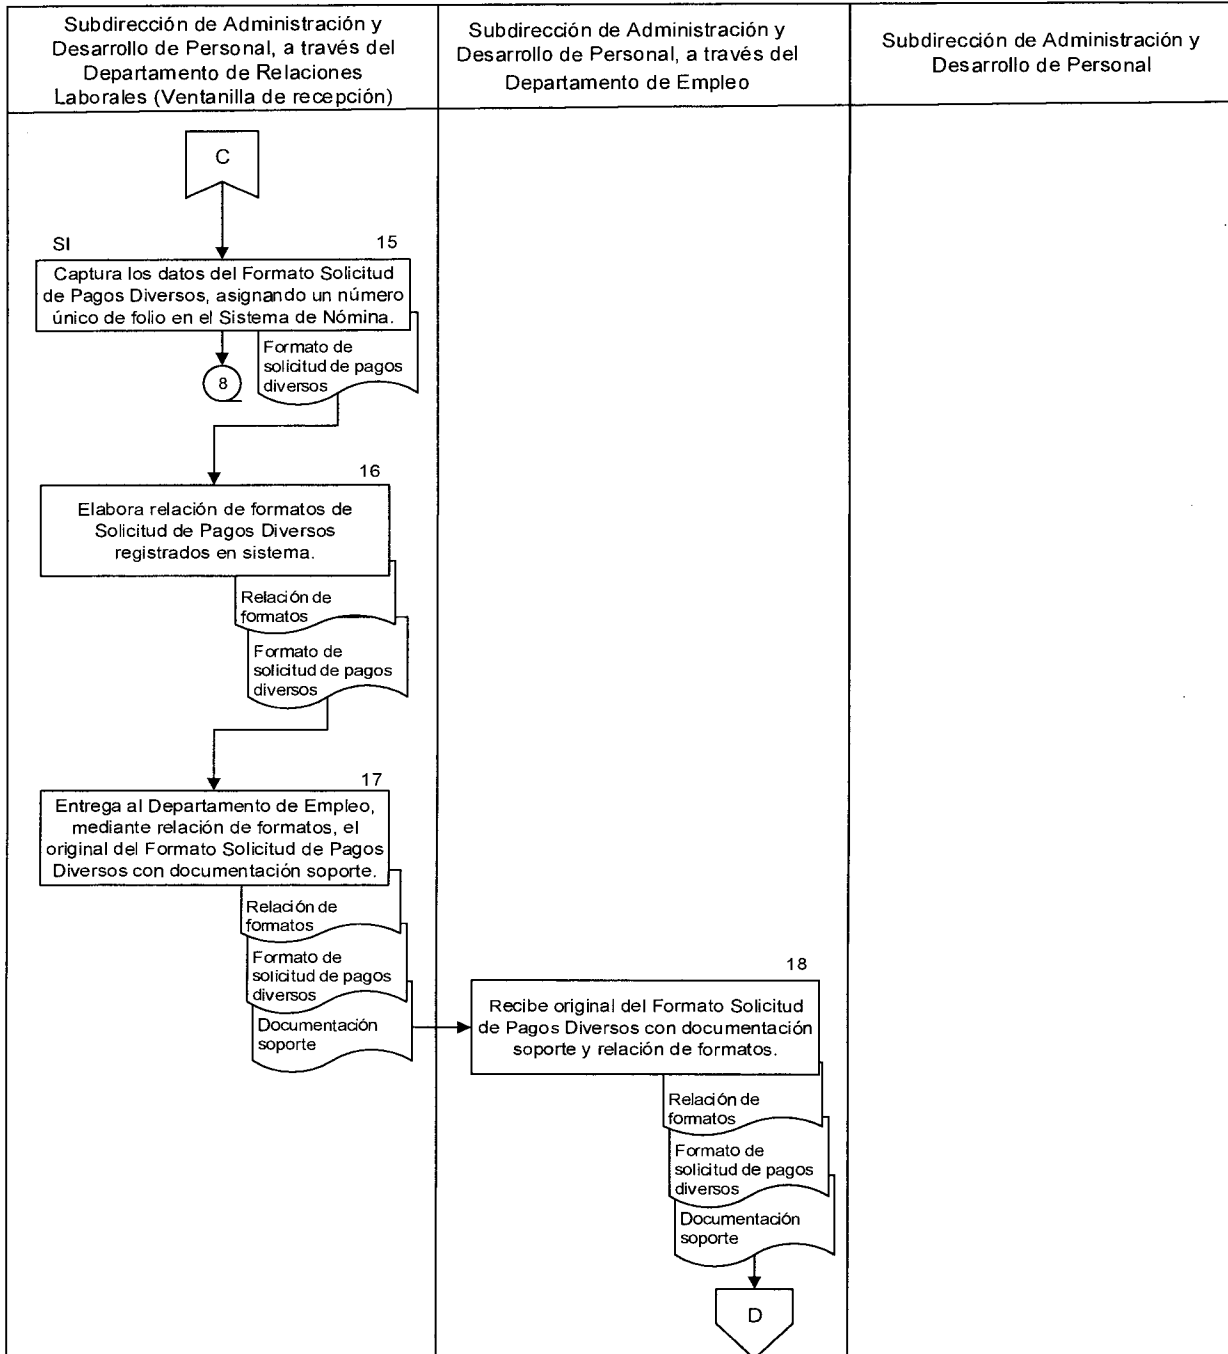 Subdirección de Administración y
Desarrollo de Personal, a través del
Departamento de Relaciones
Laborales (Ventanilla de recepción)
Subdirección de Administración y
Desarrollo de Personal, a través del
Departamento de Empleo
Subdirección de Administración y
Desarrollo de Personal
C
SI
15
Captura los datos del Formato Solicitud
de Pagos Diversos, asignando un número
único de folio en el Sistema de Nómina.
Formato de
solicitud de pagos
diversos
8
16
Elabora relación de formatos de
Solicitud de Pagos Diversos
registrados en sistema.
Relación de
formatos
Formato de
solicitud de pagos
diversos
17
Entrega al Departamento de Empleo,
mediante relación de formatos, el
original del Formato Solicitud de Pagos
Diversos con documentación soporte.
Relación de
formatos
Formato de
solicitud de pagos
diversos
Documentación
soporte
18
Recibe original del Formato Solicitud
de Pagos Diversos con documentación
soporte y relación de formatos.
Relación de
formatos
Formato de
solicitud de pagos
diversos
Documentación
soporte
D